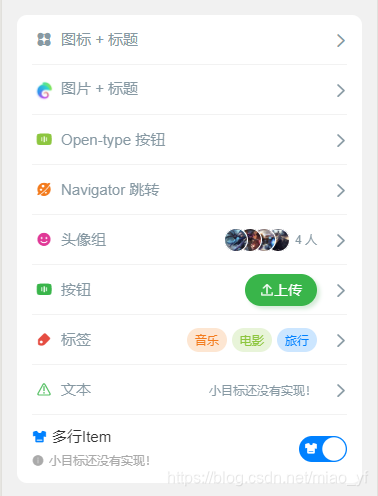 图标 + 标题
图片 + 标题
Open-type 按钮
Navigator 跳转
头像组 4 人
按钮 上传
标签 音乐 电影 旅行
文本 小目标还没有实现！
多行Item
小目标还没有实现！
https://blog.csdn.net/miao_yf